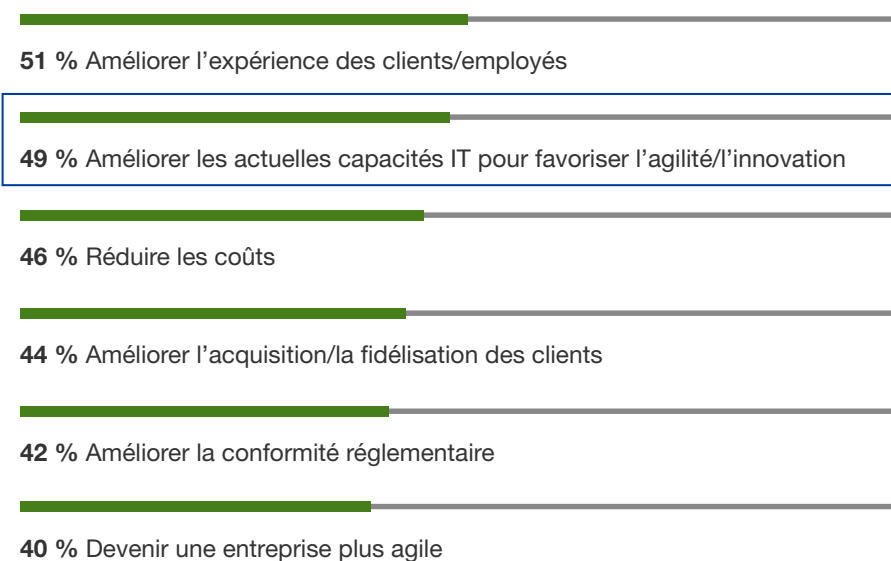 51 % Améliorer l’expérience des clients/employés
49 % Améliorer les actuelles capacités IT pour favoriser l’agilité/l’innovation
46 % Réduire les coûts
44 % Améliorer l’acquisition/la fidélisation des clients
42 % Améliorer la conformité réglementaire
40 % Devenir une entreprise plus agile